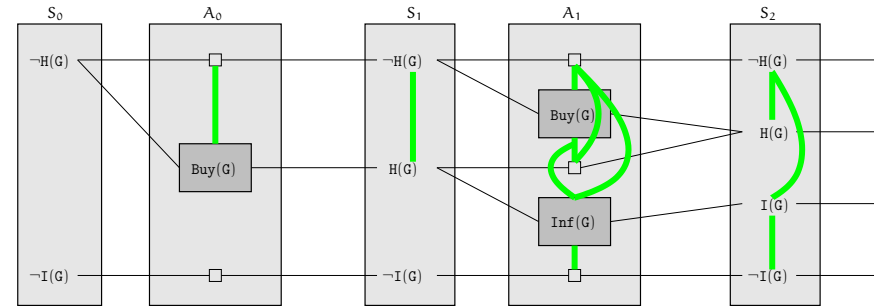 S₀ A₀ S₁ A₁ S₂
¬H(G) ¬H(G) ¬H(G)
Buy(G)
H(G)
Buy(G) H(G) H(G)
I(G)
Inf(G)
¬I(G) ¬I(G) ¬I(G)